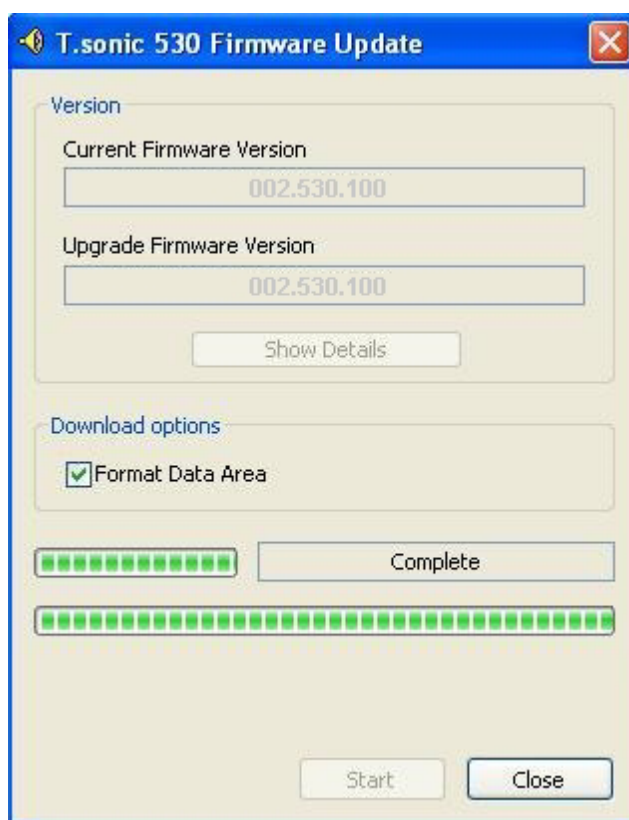 T.sonic 530 Firmware Update
Version
Current Firmware Version
002.530.100
Upgrade Firmware Version
002.530.100
Show Details
Download options
Format Data Area
Complete
Start
Close